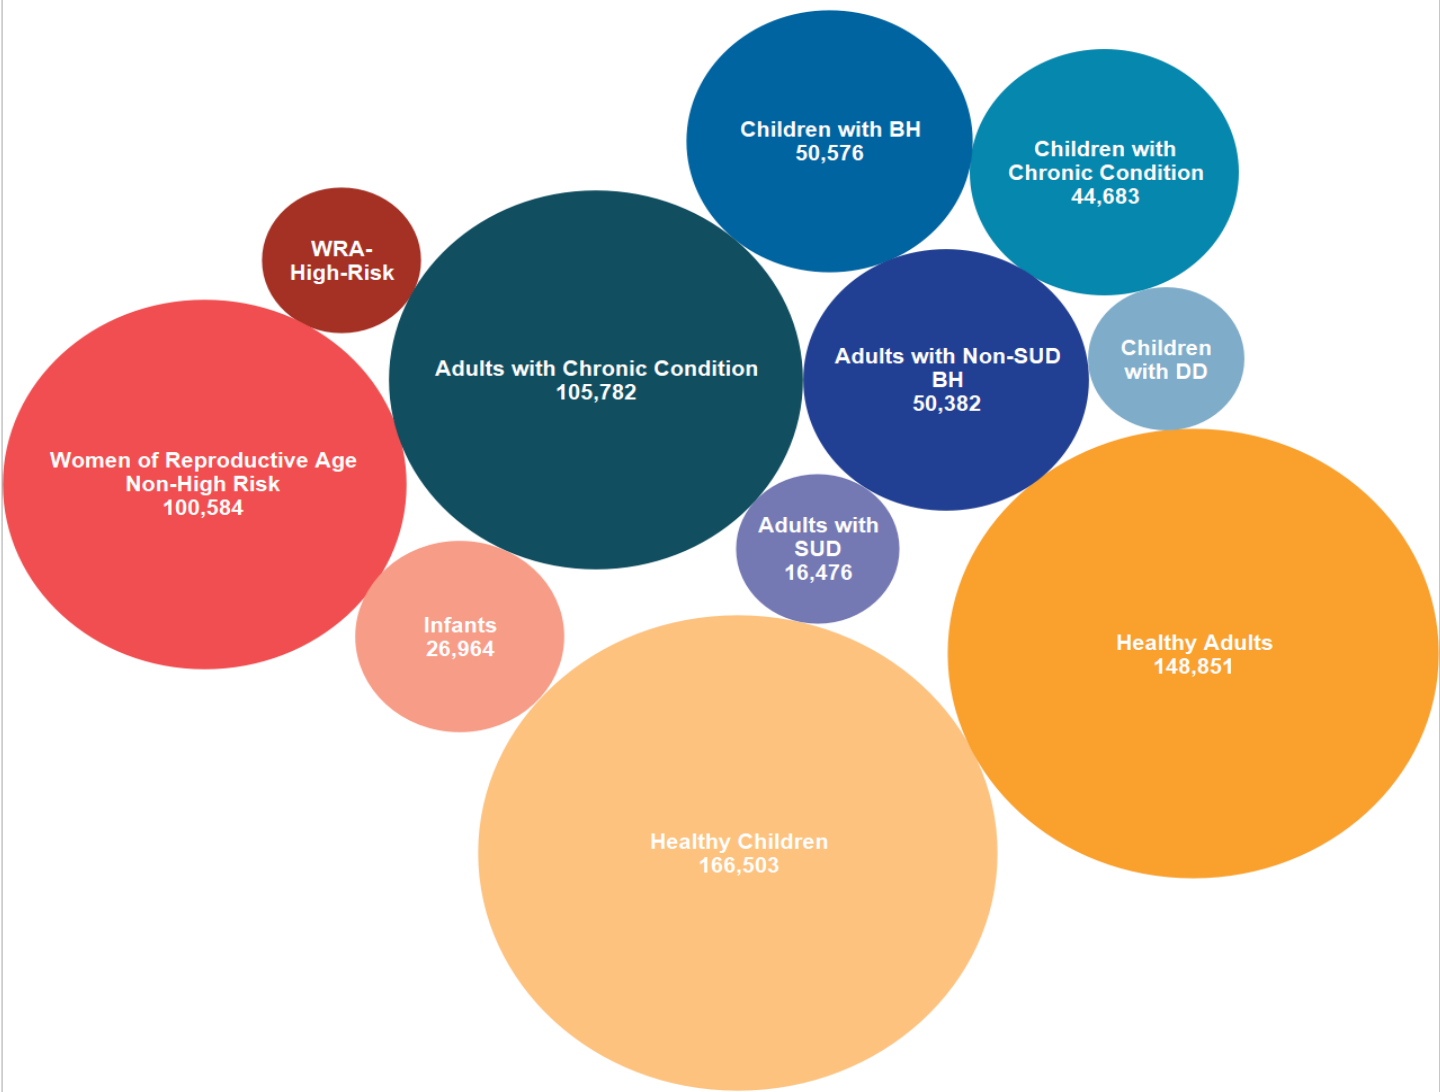 Children with BH
50,576
Children with
Chronic Condition
44,683
WRA-
High-Risk
Adults with Chronic Condition
105,782
Adults with Non-SUD
BH
50,382
Children
with DD
Women of Reproductive Age
Non-High Risk
100,584
Adults with
SUD
16,476
Infants
26,964
Healthy Adults
148,851
Healthy Children
166,503